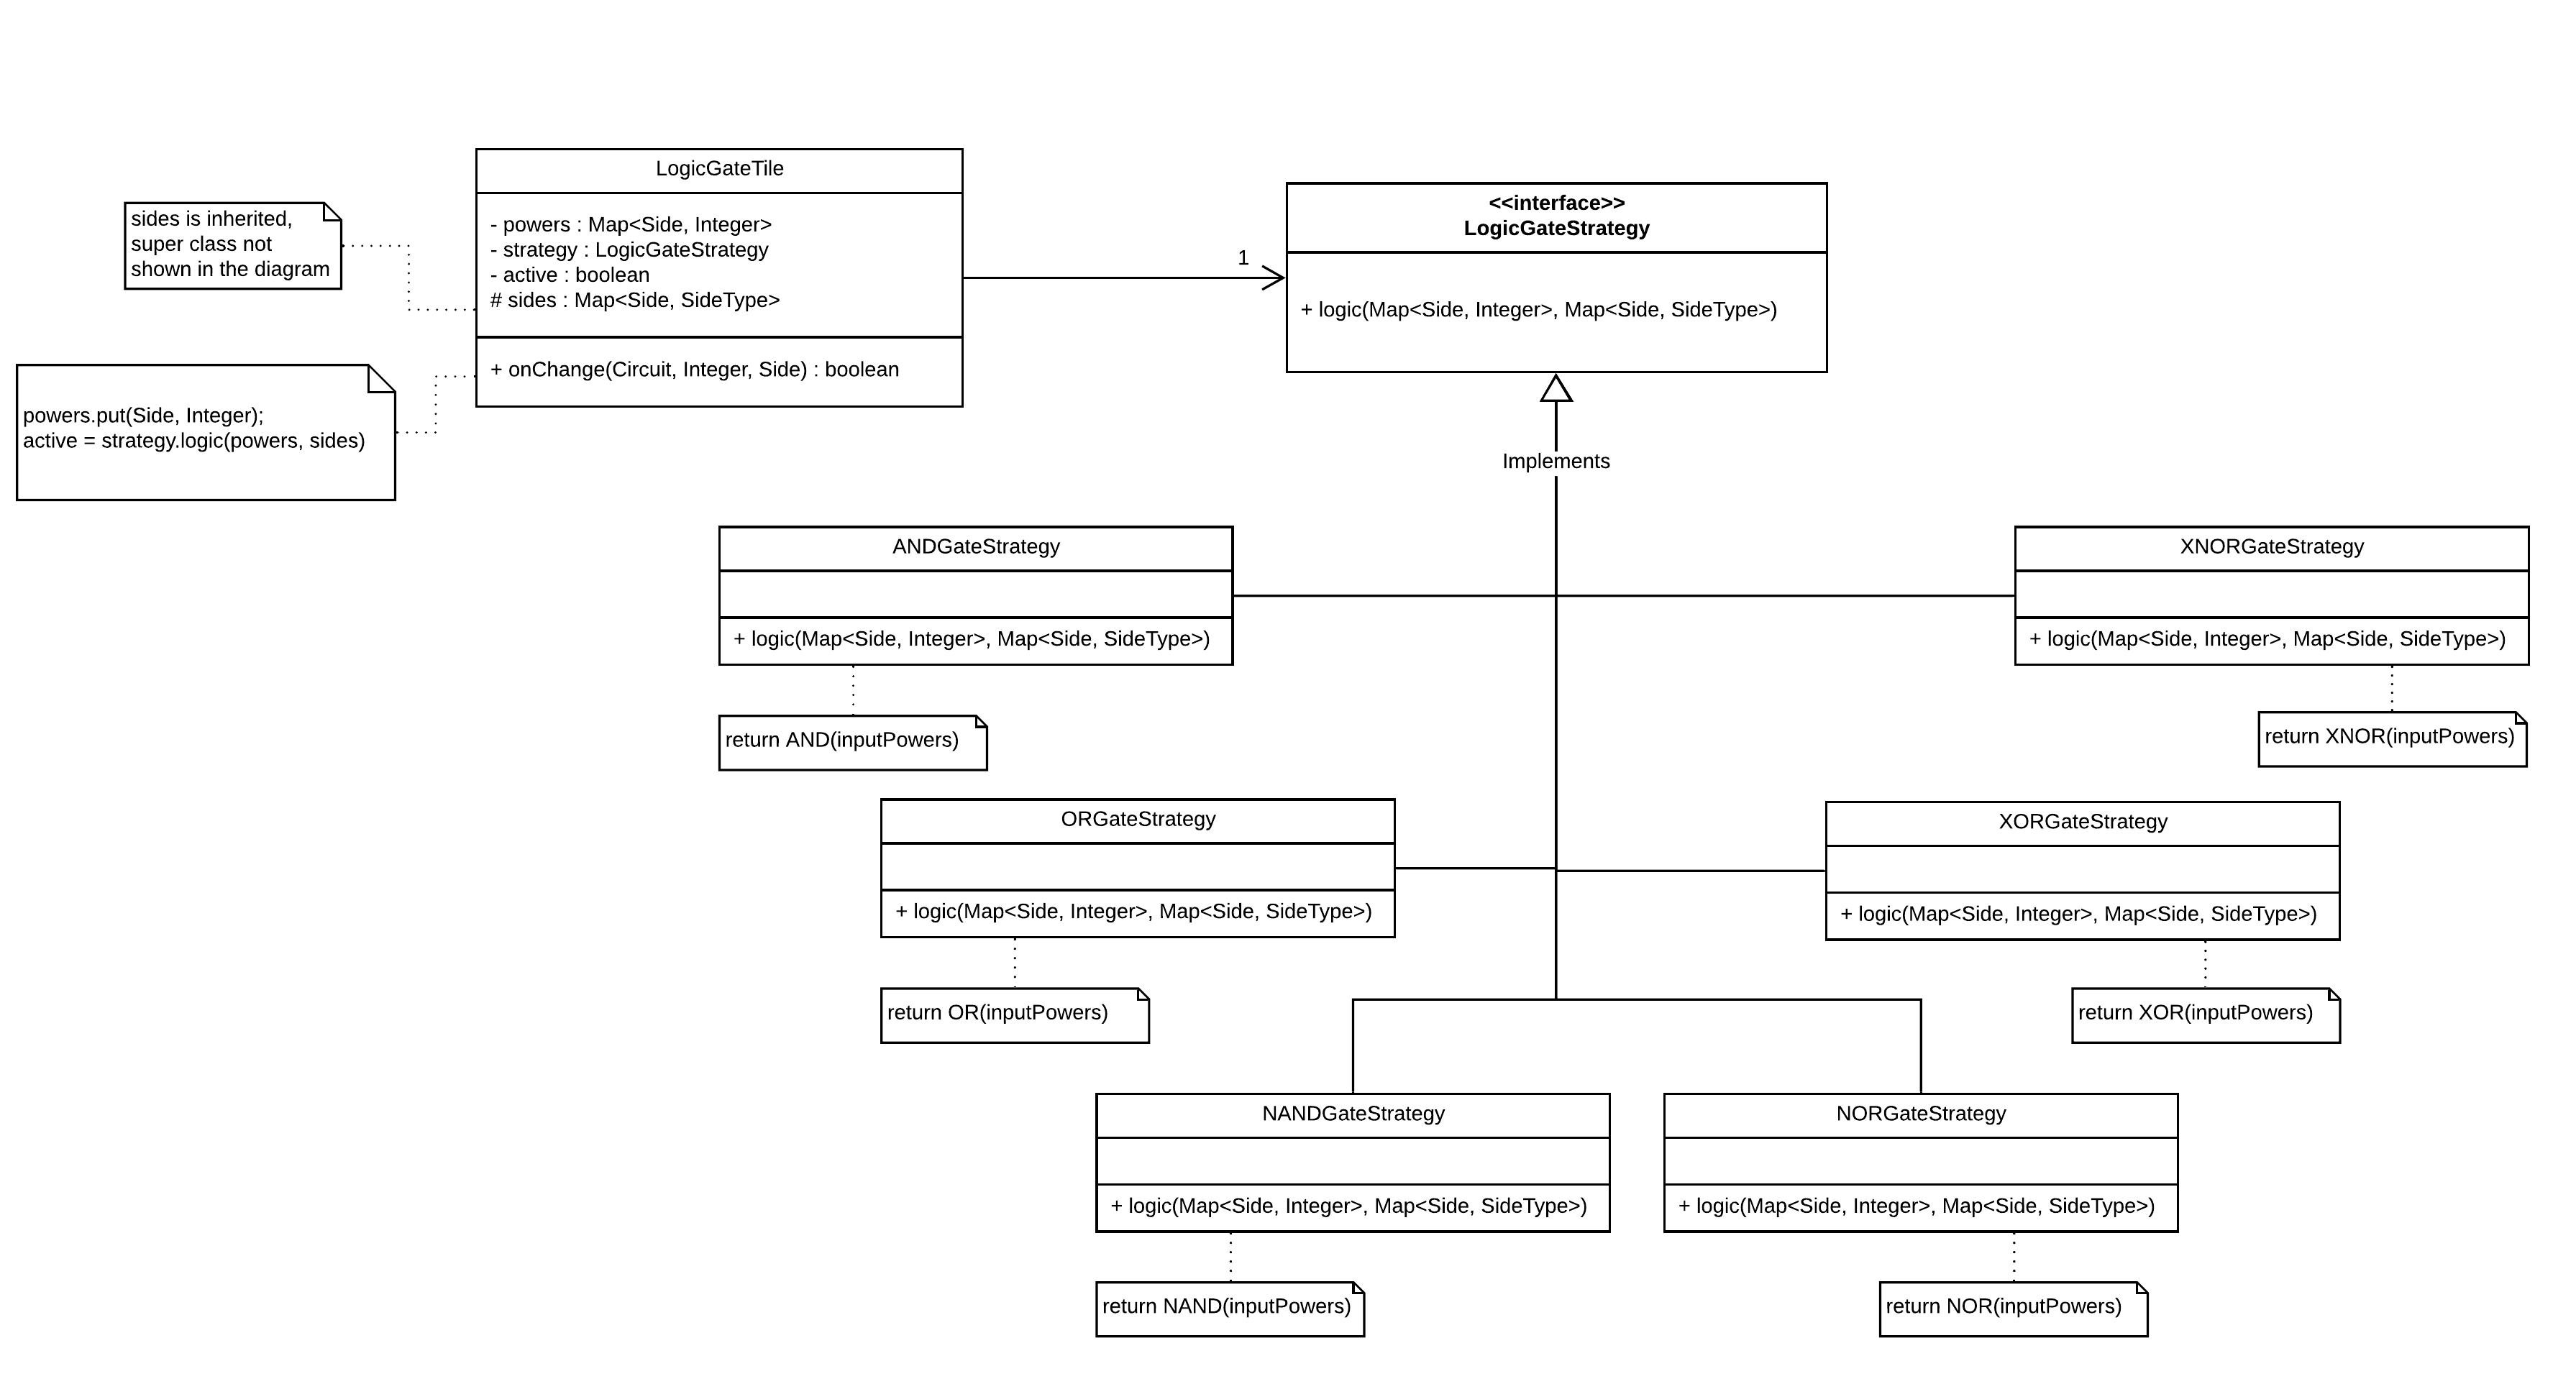 LogicGateTile
- powers : Map<Side, Integer>
- strategy : LogicGateStrategy
- active : boolean
# sides : Map<Side, SideType>
+ onChange(Circuit, Integer, Side) : boolean
sides is inherited,
super class not
shown in the diagram
powers.put(Side, Integer);
active = strategy.logic(powers, sides)
1
<<interface>>
LogicGateStrategy
+ logic(Map<Side, Integer>, Map<Side, SideType>)
Implements
ANDGateStrategy
+ logic(Map<Side, Integer>, Map<Side, SideType>)
return AND(inputPowers)
XNORGateStrategy
+ logic(Map<Side, Integer>, Map<Side, SideType>)
return XNOR(inputPowers)
ORGateStrategy
+ logic(Map<Side, Integer>, Map<Side, SideType>)
return OR(inputPowers)
XORGateStrategy
+ logic(Map<Side, Integer>, Map<Side, SideType>)
return XOR(inputPowers)
NANDGateStrategy
+ logic(Map<Side, Integer>, Map<Side, SideType>)
return NAND(inputPowers)
NORGateStrategy
+ logic(Map<Side, Integer>, Map<Side, SideType>)
return NOR(inputPowers)